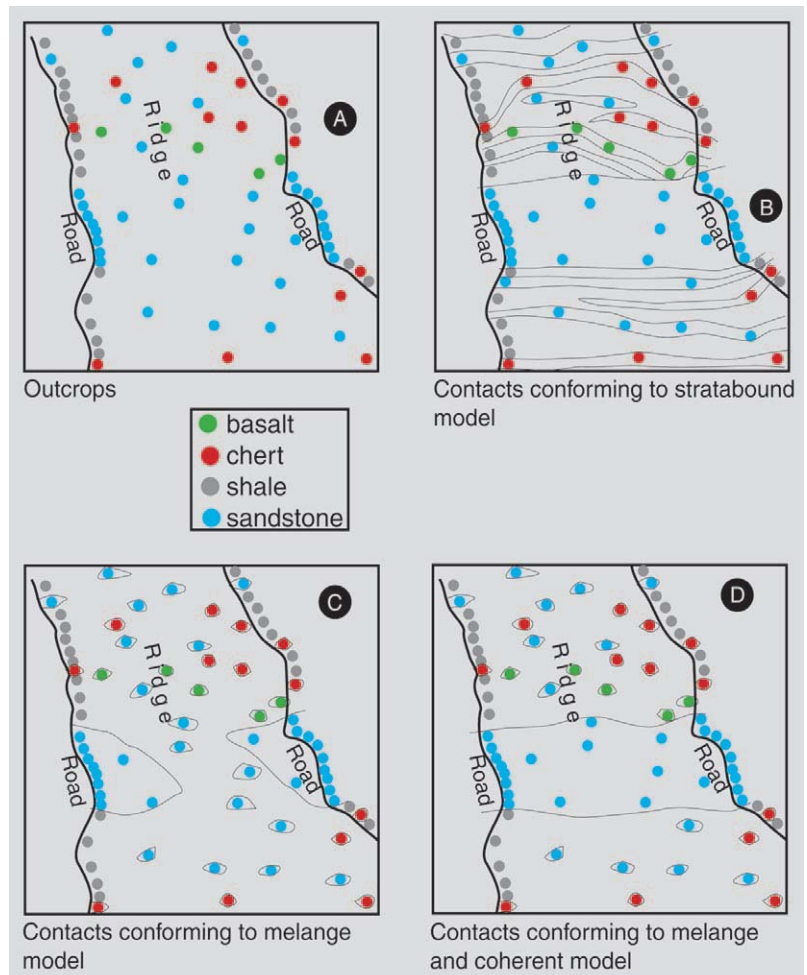 A
Ridge
Road
Road
Outcrops
B
Ridge
Road
Road
Contacts conforming to stratabound
model
basalt
chert
shale
sandstone
C
Ridge
Road
Road
Contacts conforming to melange
model
D
Ridge
Road
Road
Contacts conforming to melange
and coherent model